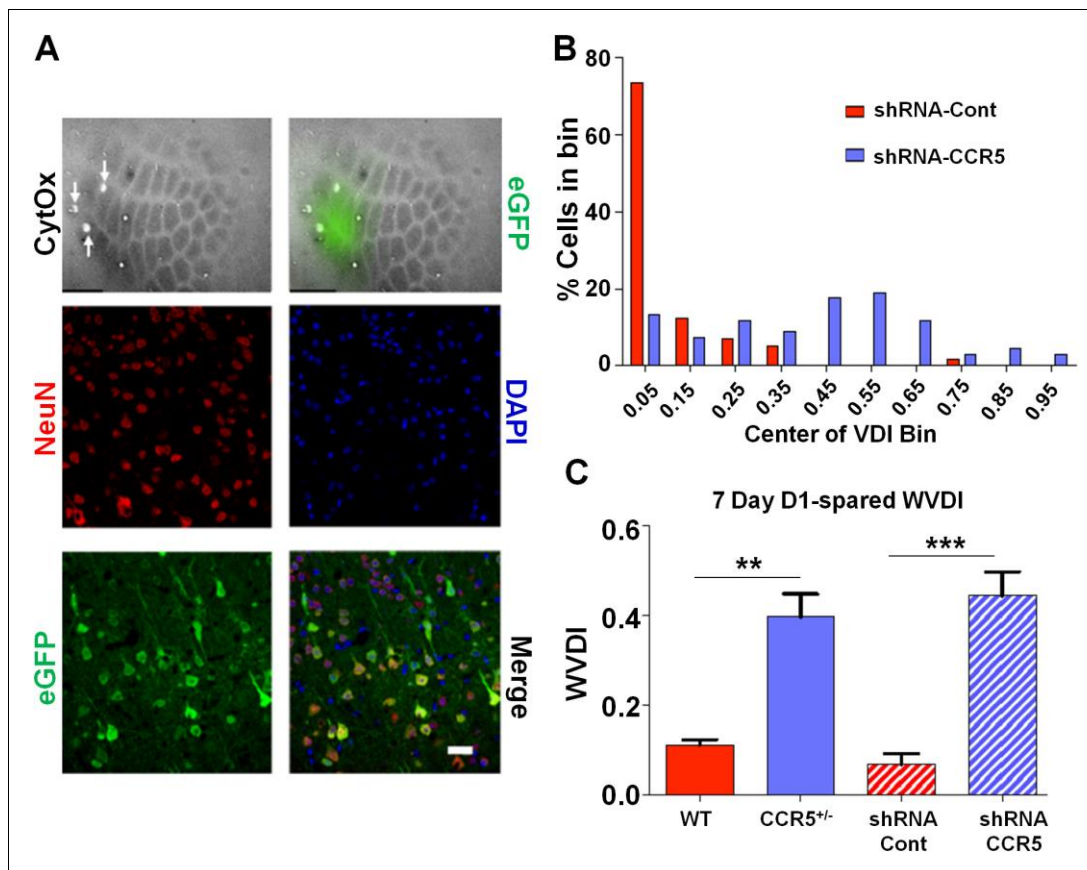 A
CytOx
eGFP
NeuN
DAPI
eGFP
Merge
B
80
60
40
20
0
% Cells in bin
shRNA-Cont
shRNA-CCR5
0.05 0.15 0.25 0.35 0.45 0.55 0.65 0.75 0.85 0.95
Center of VDI Bin
C
7 Day D1-spared WVDI
0.6
0.4
0.2
0.0
WVDI
** ***
WT CCR5+/- shRNA shRNA
Cont CCR5